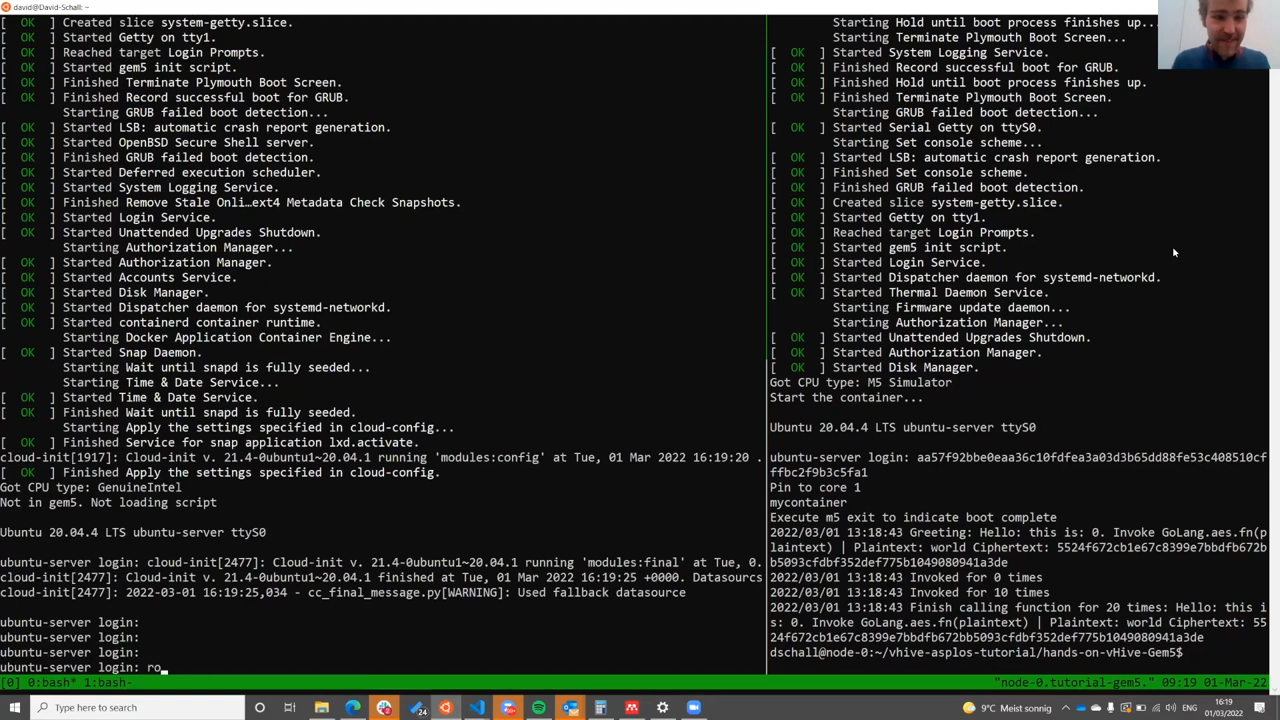 david@David-Schall: ~
[  OK  ] Created slice system-getty.slice.
[  OK  ] Started Getty on tty1.
[  OK  ] Reached target Login Prompts.
[  OK  ] Started gem5 init script.
[  OK  ] Finished Terminate Plymouth Boot Screen.
[  OK  ] Finished Record successful boot for GRUB.
Starting GRUB failed boot detection...
[  OK  ] Started LSB: automatic crash report generation.
[  OK  ] Started OpenBSD Secure Shell server.
[  OK  ] Finished GRUB failed boot detection.
[  OK  ] Started Deferred execution scheduler.
[  OK  ] Started System Logging Service.
[  OK  ] Finished Remove Stale Onli…ext4 Metadata Check Snapshots.
[  OK  ] Started Login Service.
[  OK  ] Started Unattended Upgrades Shutdown.
Starting Authorization Manager...
[  OK  ] Started Authorization Manager.
[  OK  ] Started Accounts Service.
[  OK  ] Started Disk Manager.
[  OK  ] Started Dispatcher daemon for systemd-networkd.
[  OK  ] Started containerd container runtime.
Starting Docker Application Container Engine...
[  OK  ] Started Snap Daemon.
Starting Wait until snapd is fully seeded...
Starting Time & Date Service...
[  OK  ] Started Time & Date Service.
[  OK  ] Finished Wait until snapd is fully seeded.
Starting Apply the settings specified in cloud-config...
[  OK  ] Finished Service for snap application lxd.activate.
cloud-init[1917]: Cloud-init v. 21.4-0ubuntu1~20.04.1 running 'modules:config' at Tue, 01 Mar 2022 16:19:20 .
[  OK  ] Finished Apply the settings specified in cloud-config.
Got CPU type: GenuineIntel
Not in gem5. Not loading script
Ubuntu 20.04.4 LTS ubuntu-server ttyS0
ubuntu-server login: cloud-init[2477]: Cloud-init v. 21.4-0ubuntu1~20.04.1 running 'modules:final' at Tue, 0.
cloud-init[2477]: Cloud-init v. 21.4-0ubuntu1~20.04.1 finished at Tue, 01 Mar 2022 16:19:25 +0000. Datasourcs
cloud-init[2477]: 2022-03-01 16:19:25,034 - cc_final_message.py[WARNING]: Used fallback datasource
ubuntu-server login:
ubuntu-server login:
ubuntu-server login:
ubuntu-server login: ro
Starting Hold until boot process finishes up...
Starting Terminate Plymouth Boot Screen...
[  OK  ] Started System Logging Service.
[  OK  ] Finished Record successful boot for GRUB.
[  OK  ] Finished Hold until boot process finishes up.
[  OK  ] Finished Terminate Plymouth Boot Screen.
Starting GRUB failed boot detection...
[  OK  ] Started Serial Getty on ttyS0.
Starting Set console scheme...
[  OK  ] Started LSB: automatic crash report generation.
[  OK  ] Finished Set console scheme.
[  OK  ] Finished GRUB failed boot detection.
[  OK  ] Created slice system-getty.slice.
[  OK  ] Started Getty on tty1.
[  OK  ] Reached target Login Prompts.
[  OK  ] Started gem5 init script.
[  OK  ] Started Login Service.
[  OK  ] Started Dispatcher daemon for systemd-networkd.
[  OK  ] Started Thermal Daemon Service.
Starting Firmware update daemon...
Starting Authorization Manager...
[  OK  ] Started Unattended Upgrades Shutdown.
[  OK  ] Started Authorization Manager.
[  OK  ] Started Disk Manager.
Got CPU type: M5 Simulator
Start the container...
Ubuntu 20.04.4 LTS ubuntu-server ttyS0
ubuntu-server login: aa57f92bbe0eaa36c10fdfea3a03d3b65dd88fe53c408510cf
fffbc2f9b3c5fa1
Pin to core 1
mycontainer
Execute m5 exit to indicate boot complete
2022/03/01 13:18:43 Greeting: Hello: this is: 0. Invoke GoLang.aes.fn(p
laintext) | Plaintext: world Ciphertext: 5524f672cb1e67c8399e7bbdfb672b
b5093cfdbf352def775b1049080941a3de
2022/03/01 13:18:43 Invoked for 0 times
2022/03/01 13:18:43 Invoked for 10 times
2022/03/01 13:18:43 Finish calling function for 20 times: Hello: this i
s: 0. Invoke GoLang.aes.fn(plaintext) | Plaintext: world Ciphertext: 55
24f672cb1e67c8399e7bbdfb672bb5093cfdbf352def775b1049080941a3de
dschall@node-0:~/vhive-asplos-tutorial/hands-on-vHive-Gem5$
[0] 0:bash* 1:bash-
"node-0.tutorial-gem5." 09:19 01-Mar-22
Type here to search
24
9°C Meist sonnig
16:19
01/03/2022